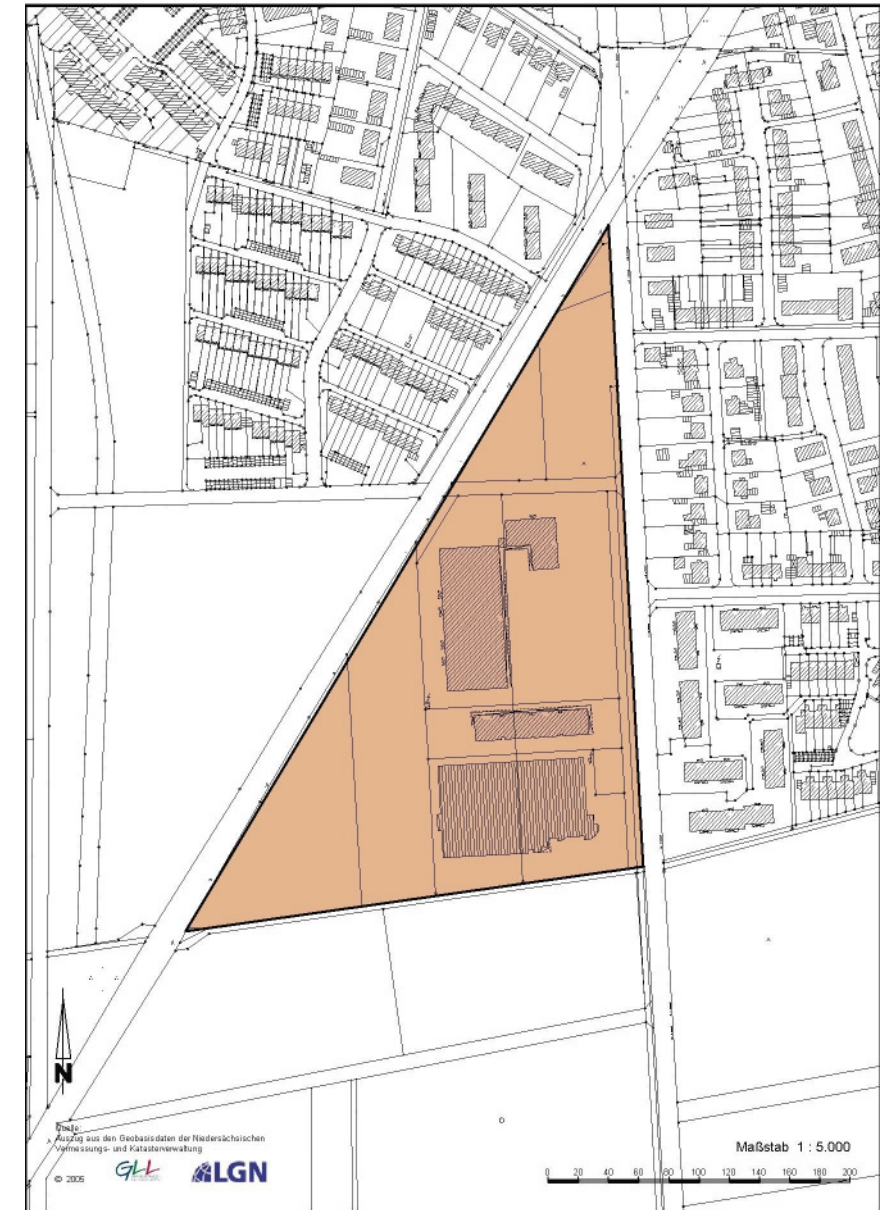 N
Quelle:
Auszug aus den Geobasisdaten der Niedersächsischen
Vermessungs- und Katasterverwaltung
© 2005 GLL LGN
Maßstab 1 : 5.000
0 20 40 60 80 100 120 140 160 180 200